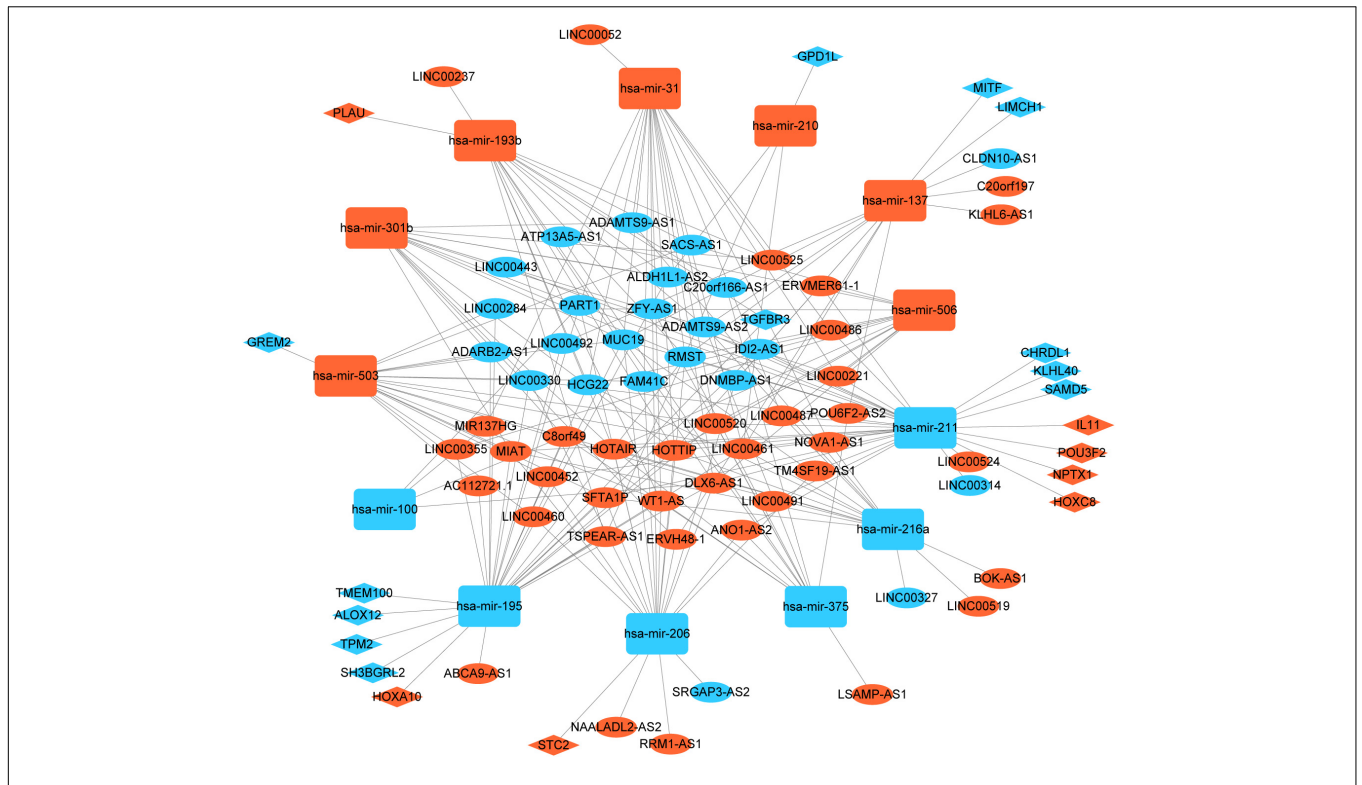 LINC00052
GPD1L
LINC00237
hsa-mir-31
MITF
LIMCH1
PLAU
hsa-mir-210
hsa-mir-193b
CLDN10-AS1
C20orf197
hsa-mir-137
KLHL6-AS1
ADAMTS9-AS1
hsa-mir-301b
ATP13A5-AS1
SACS-AS1
LINC00525
LINC00443
ALDH1L1-AS2
C20orf166-AS1
ERVMER61-1
LINC00284
PART1
ZFY-AS1
hsa-mir-506
TGFBR3
ADAMTS9-AS2
LINC00486
GREM2
LINC00492
MUC19
IDI2-AS1
ADARB2-AS1
RMST
CHRDL1
hsa-mir-503
LINC00330
HCG22
FAM41C
DNMBP-AS1
LINC00221
KLHL40
SAMD5
MIR137HG
LINC00520
LINC00487
POU6F2-AS2
hsa-mir-211
IL11
C8orf49
LINC00355
MIAT
HOTAIR
HOTTIP
LINC00461
NOVA1-AS1
POU3F2
LINC00524
LINC00452
TM4SF19-AS1
NPTX1
AC112721.1
DLX6-AS1
LINC00314
SFTA1P
WT1-AS
LINC00491
HOXC8
hsa-mir-100
LINC00460
hsa-mir-216a
TSPEAR-AS1
ERVH48-1
ANO1-AS2
BOK-AS1
TMEM100
hsa-mir-195
hsa-mir-375
LINC00327
LINC00519
ALOX12
hsa-mir-206
TPM2
SH3BGRL2
ABCA9-AS1
HOXA10
SRGAP3-AS2
LSAMP-AS1
NAALADL2-AS2
STC2
RRM1-AS1